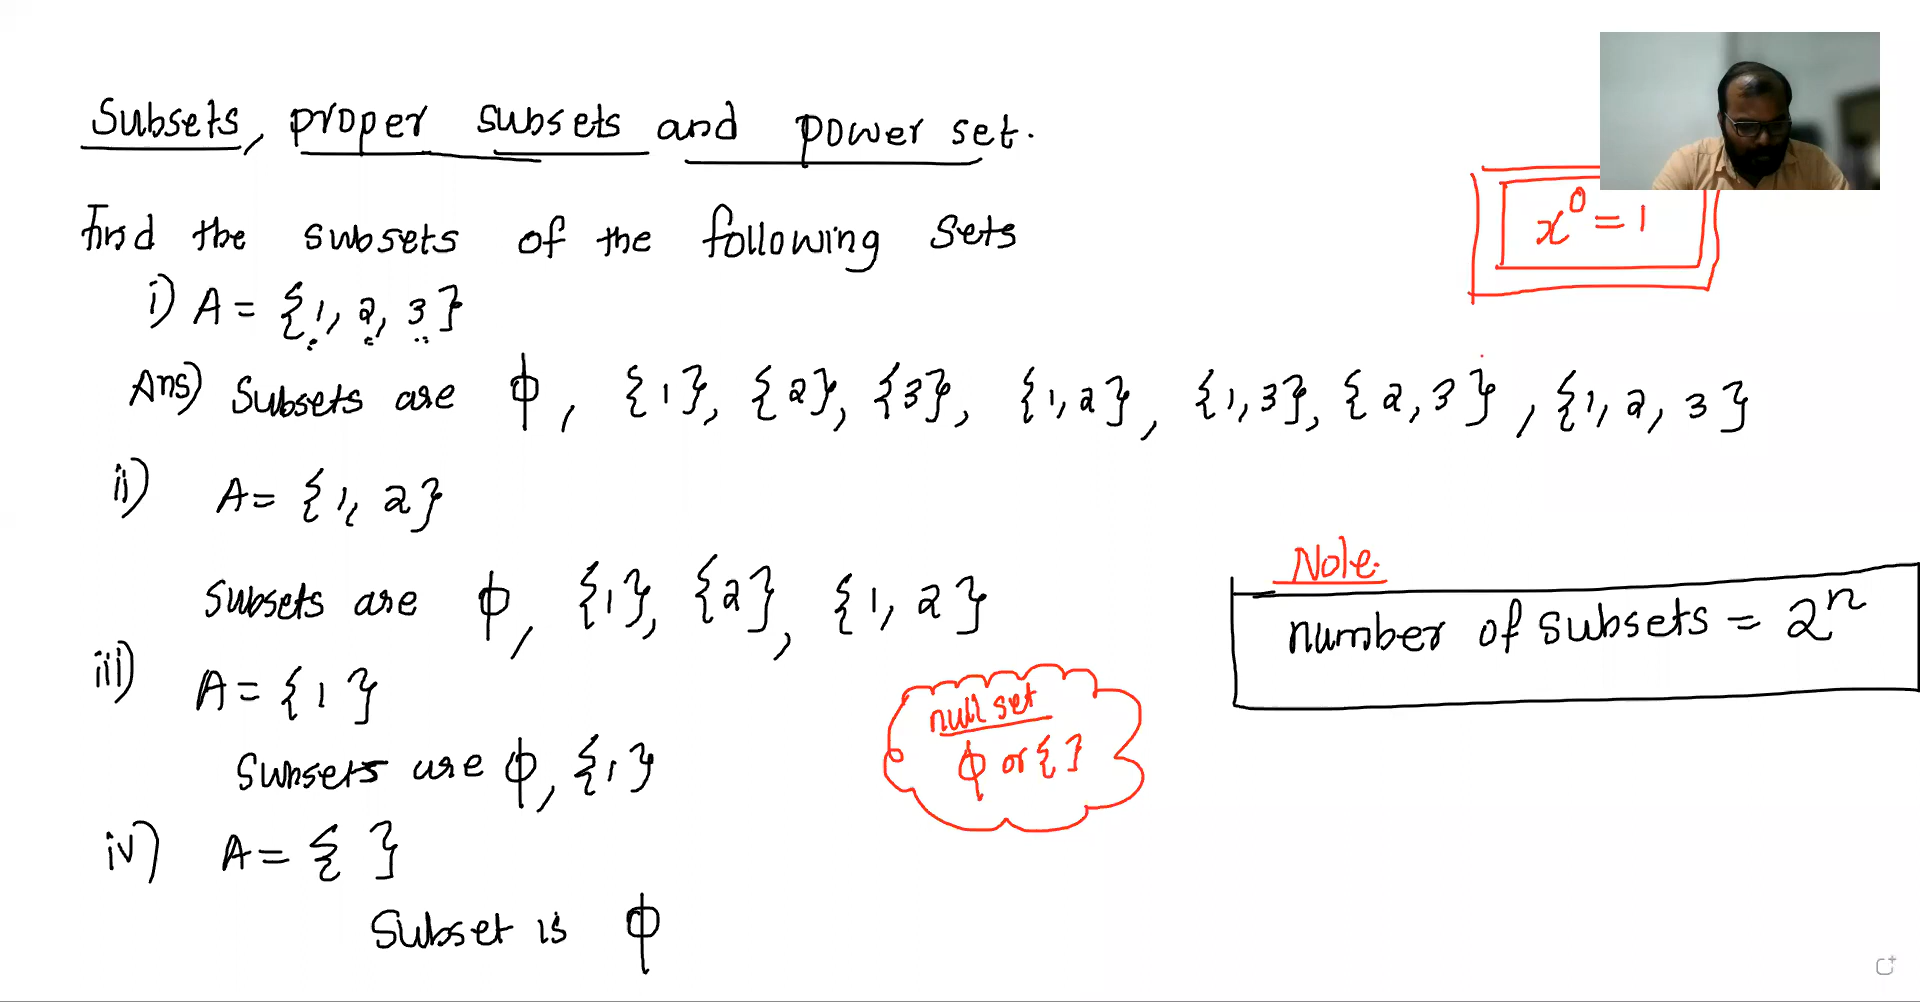 Subsets, proper subsets and power set.
x⁰ = 1
Find the subsets of the following sets
i) A = {1, 2, 3}
Ans) Subsets are ϕ, {1}, {2}, {3}, {1,2}, {1,3}, {2,3}, {1, 2, 3}
ii) A = {1, 2}
Note.
Subsets are ϕ, {1}, {2}, {1, 2}
number of subsets = 2ⁿ
iii) A = {1}
null set
ϕ or { }
Subsets are ϕ, {1}
iv) A = { }
Subset is ϕ